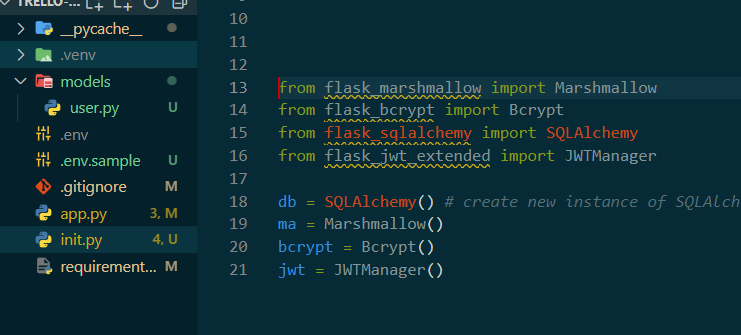 TRELLO-...
__pycache__
.venv
models
user.py U
.env
.env.sample U
.gitignore M
app.py 3, M
init.py 4, U
requirement... M
10
11
12
13 from flask_marshmallow import Marshmallow
14 from flask_bcrypt import Bcrypt
15 from flask_sqlalchemy import SQLAlchemy
16 from flask_jwt_extended import JWTManager
17
18 db = SQLAlchemy() # create new instance of SQLAlch
19 ma = Marshmallow()
20 bcrypt = Bcrypt()
21 jwt = JWTManager()